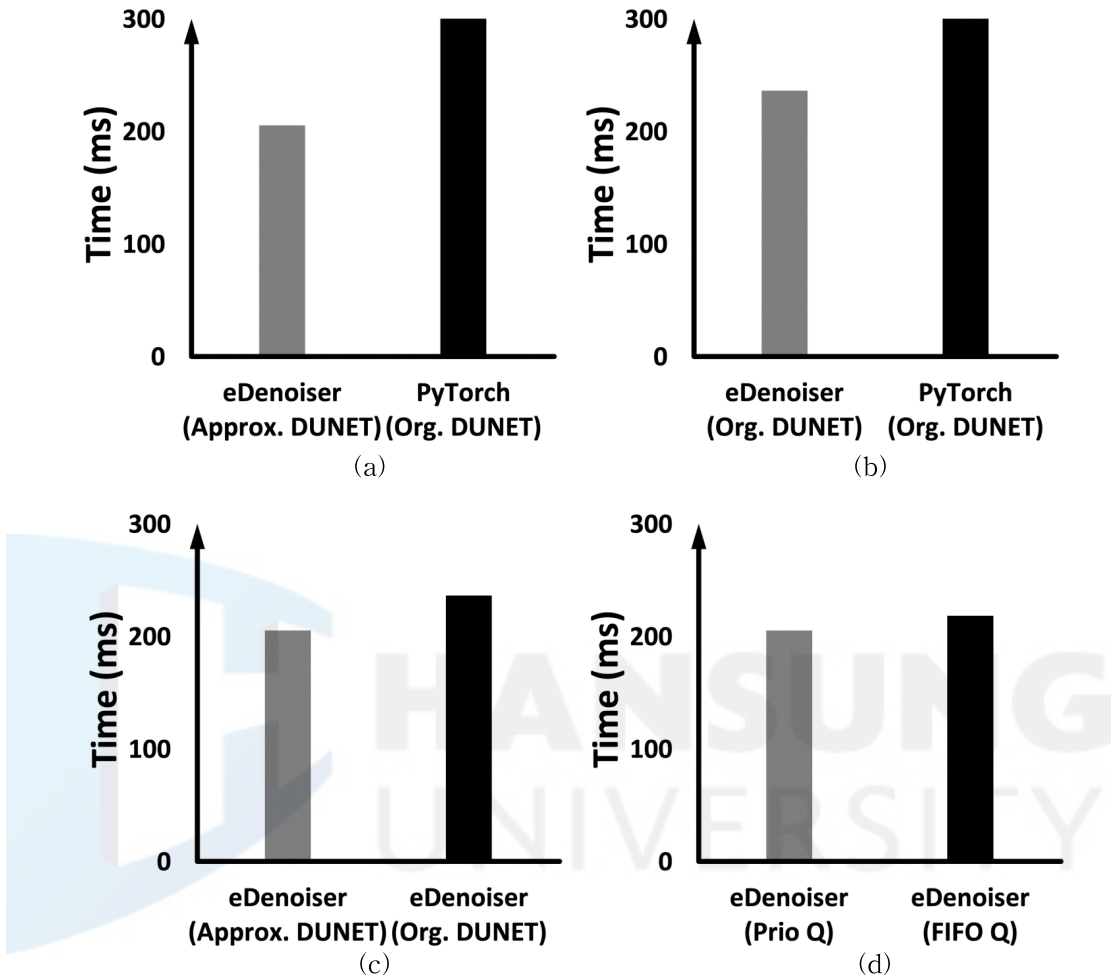 300
200
100
0
Time (ms)
eDenoiser
(Approx. DUNET)
PyTorch
(Org. DUNET)
(a)
300
200
100
0
Time (ms)
eDenoiser
(Org. DUNET)
PyTorch
(Org. DUNET)
(b)
300
200
100
0
Time (ms)
eDenoiser
(Approx. DUNET)
eDenoiser
(Org. DUNET)
(c)
300
200
100
0
Time (ms)
eDenoiser
(Prio Q)
eDenoiser
(FIFO Q)
(d)
HANSUNG
UNIVERSITY